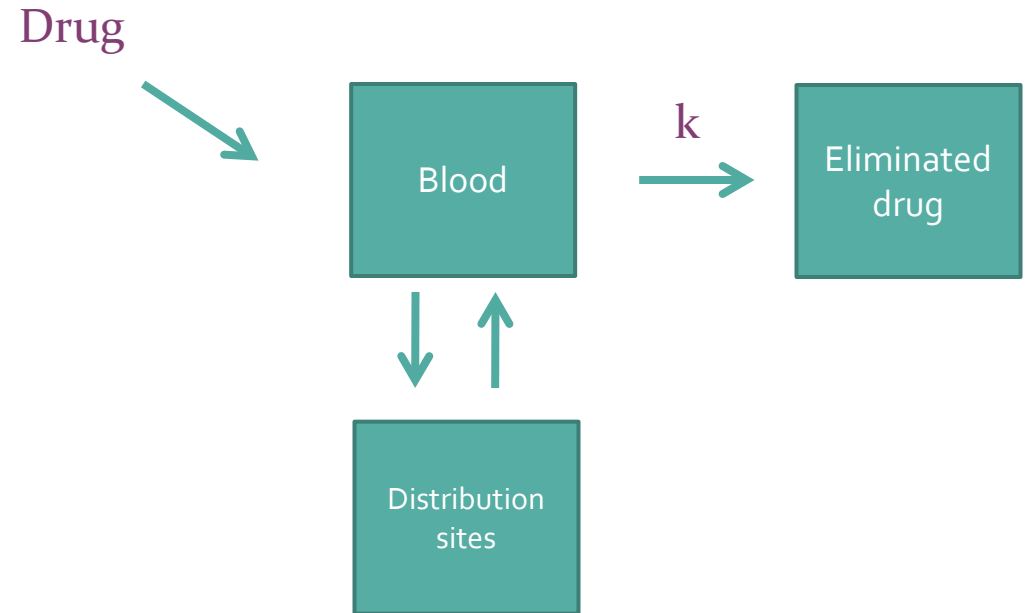 Drug
Blood
k
Eliminated
drug
Distribution
sites